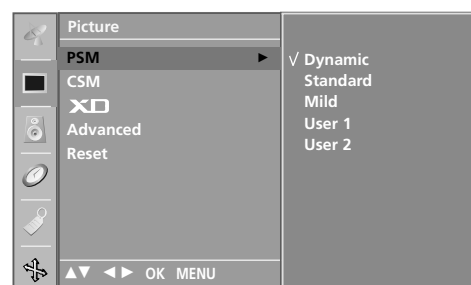 Picture
PSM ►
CSM
XD
Advanced
Reset
▲▼ ◄► OK MENU
√ Dynamic
Standard
Mild
User 1
User 2